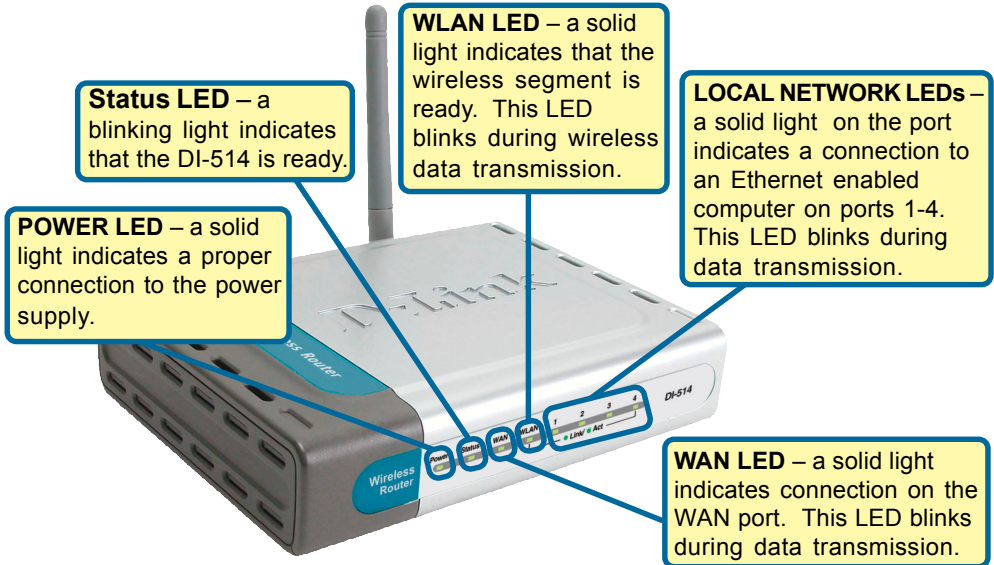 WLAN LED – a solid
light indicates that the
wireless segment is
ready. This LED
blinks during wireless
data transmission.
Status LED – a
blinking light indicates
that the DI-514 is ready.
LOCAL NETWORK LEDs –
a solid light on the port
indicates a connection to
an Ethernet enabled
computer on ports 1-4.
This LED blinks during
data transmission.
POWER LED – a solid
light indicates a proper
connection to the power
supply.
D-Link
ss Router
Wireless
Router
Power
Status
WAN
WLAN
1 2 3 4
Link/ Act
DI-514
WAN LED – a solid light
indicates connection on the
WAN port. This LED blinks
during data transmission.